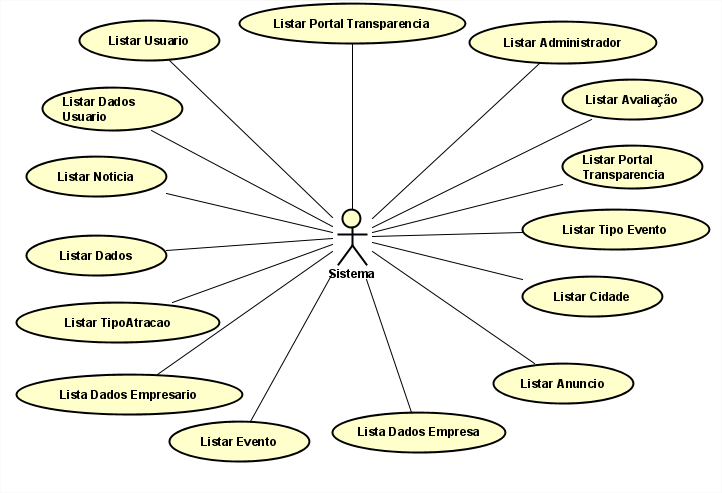 Listar Portal Transparencia
Listar Usuario
Listar Administrador
Listar Dados
Usuario
Listar Avaliação
Listar Noticia
Listar Portal
Transparencia
Listar Tipo Evento
Listar Dados
Sistema
Listar Cidade
Listar TipoAtracao
Listar Anuncio
Lista Dados Empresario
Lista Dados Empresa
Listar Evento